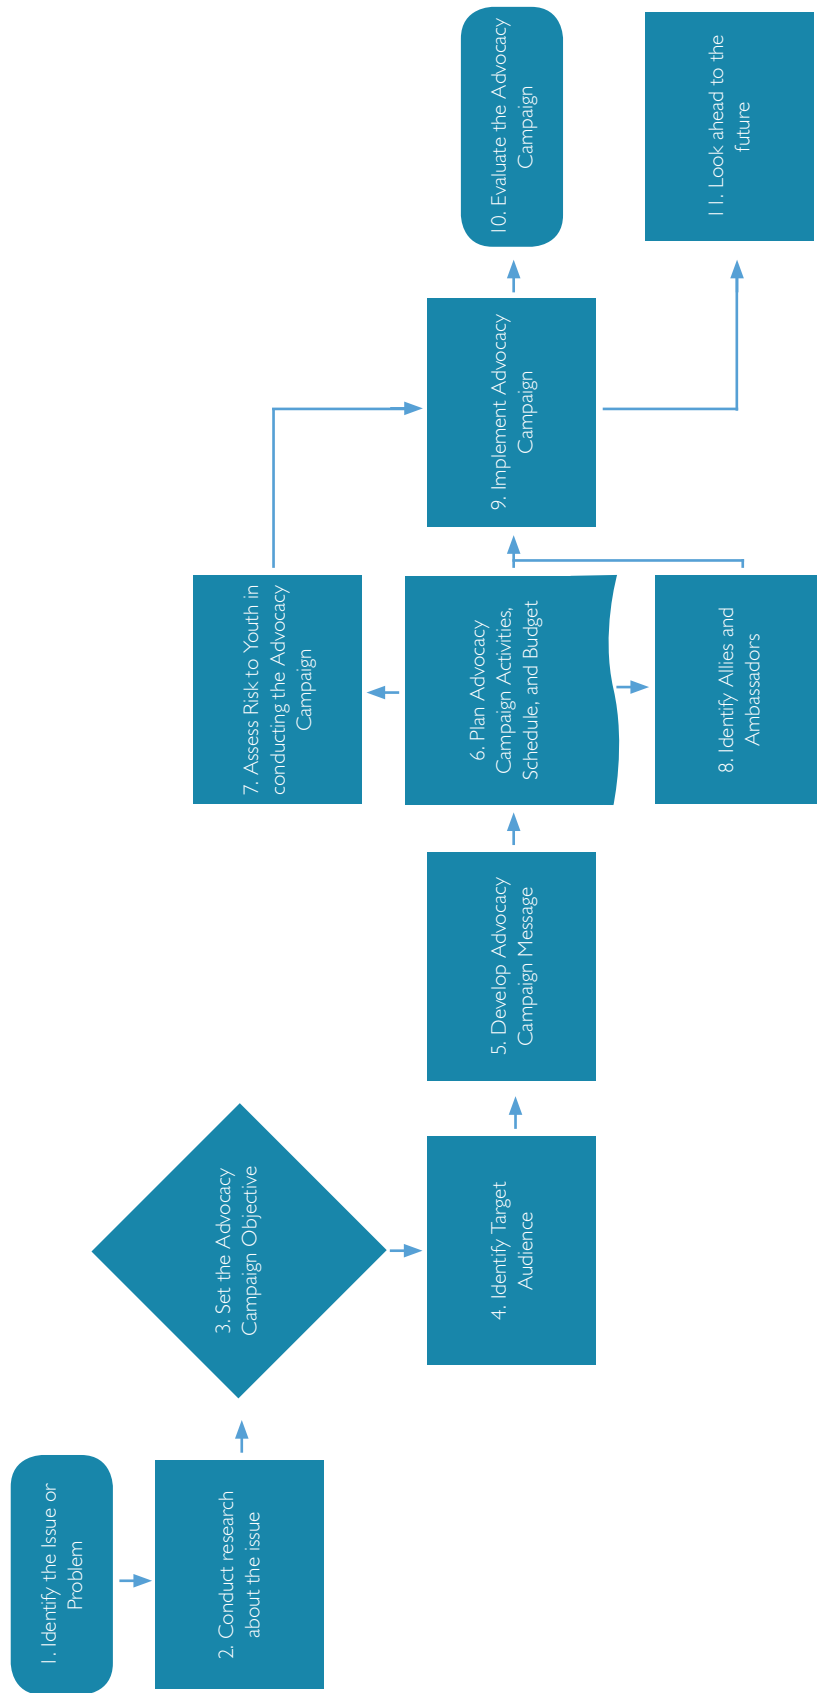 1. Identify the Issue or
Problem
2. Conduct research
about the issue
3. Set the Advocacy
Campaign Objective
4. Identify Target
Audience
5. Develop Advocacy
Campaign Message
6. Plan Advocacy
Campaign Activities,
Schedule, and Budget
7. Assess Risk to Youth in
conducting the Advocacy
Campaign
8. Identify Allies and
Ambassadors
9. Implement Advocacy
Campaign
10. Evaluate the Advocacy
Campaign
11. Look ahead to the
future